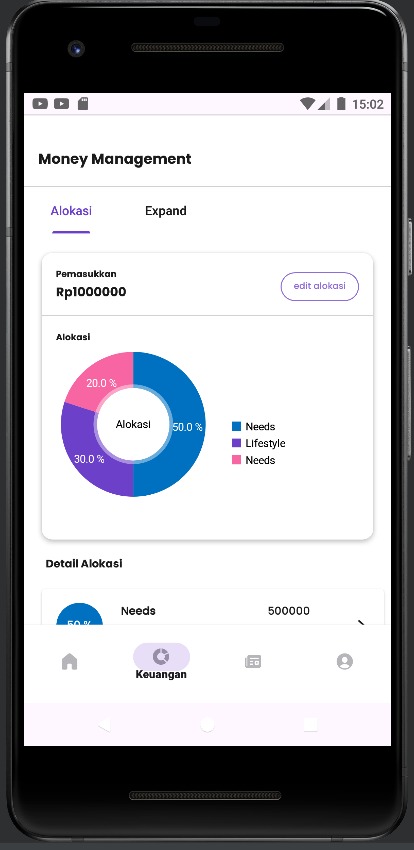 15:02
Money Management
Alokasi Expand
Pemasukkan
Rp1000000
edit alokasi
Alokasi
20.0 %
Alokasi
50.0 %
30.0 %
Needs
Lifestyle
Needs
Detail Alokasi
Needs 500000
50 %
Keuangan